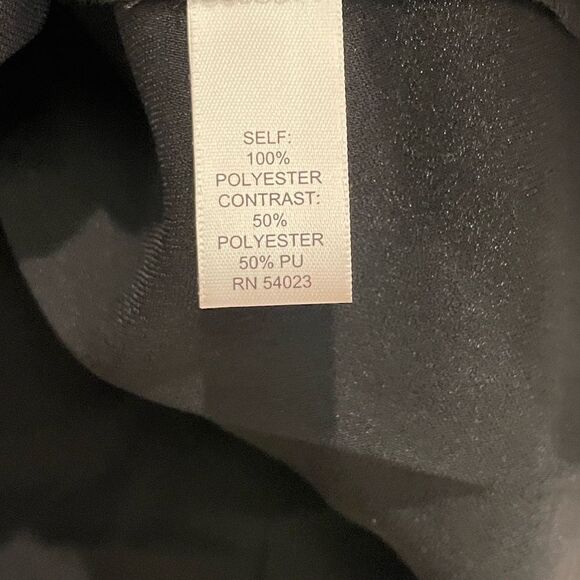 SELF:
100%
POLYESTER
CONTRAST:
50%
POLYESTER
50% PU
RN 54023